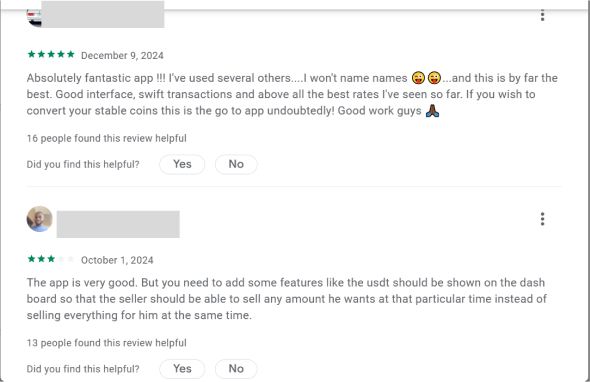 ★★★★★ December 9, 2024
Absolutely fantastic app !!! I've used several others....I won't name names 😜😜...and this is by far the
best. Good interface, swift transactions and above all the best rates I've seen so far. If you wish to
convert your stable coins this is the go to app undoubtedly! Good work guys 🙏🏿
16 people found this review helpful
Did you find this helpful? Yes No
★★★★★ October 1, 2024
The app is very good. But you need to add some features like the usdt should be shown on the dash
board so that the seller should be able to sell any amount he wants at that particular time instead of
selling everything for him at the same time.
13 people found this review helpful
Did you find this helpful? Yes No